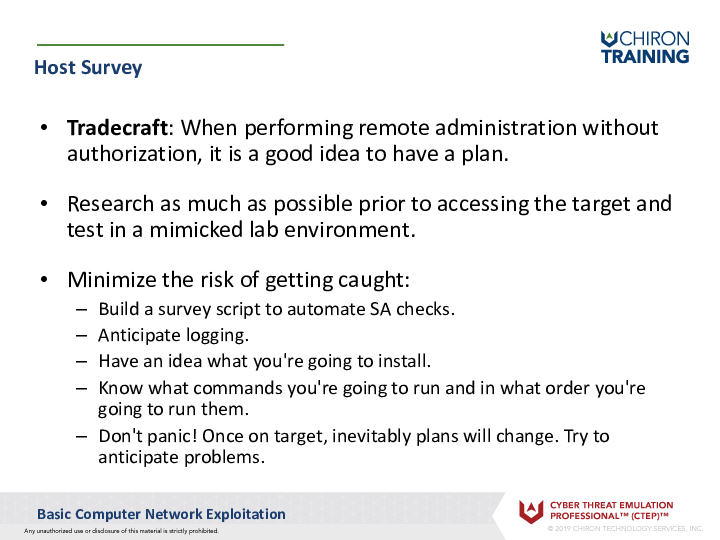 CHIRON
TRAINING
Host Survey
• Tradecraft: When performing remote administration without
authorization, it is a good idea to have a plan.
• Research as much as possible prior to accessing the target and
test in a mimicked lab environment.
• Minimize the risk of getting caught:
– Build a survey script to automate SA checks.
– Anticipate logging.
– Have an idea what you're going to install.
– Know what commands you're going to run and in what order you're
going to run them.
– Don't panic! Once on target, inevitably plans will change. Try to
anticipate problems.
Basic Computer Network Exploitation
CYBER THREAT EMULATION
PROFESSIONAL™ (CTEP)™
Any unauthorized use or disclosure of this material is strictly prohibited.
© 2019 CHIRON TECHNOLOGY SERVICES, INC.